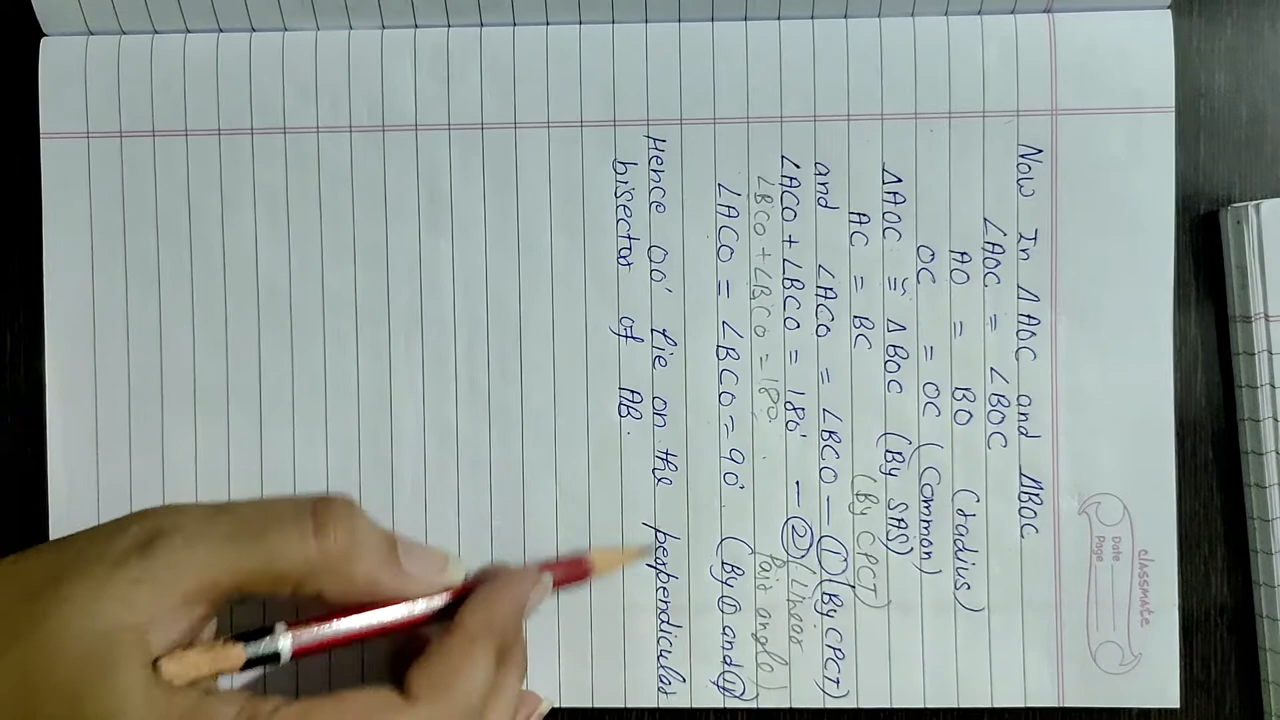 classmate
Date
Page
Now In ΔAOC and ΔBOC
∠AOC = ∠BOC
AO = BO (radius)
OC = OC (Common)
ΔAOC ≅ ΔBOC (By SAS)
AC = BC (By CPCT)
and ∠ACO = ∠BCO — ① (By CPCT)
∠ACO + ∠BCO = 180° — ② (Linear
∠BCO + ∠BCO = 180. Pair angle)
∠ACO = ∠BCO = 90°. (By ① and ②)
Hence OO' lie on the perpendicular
bisector of AB.